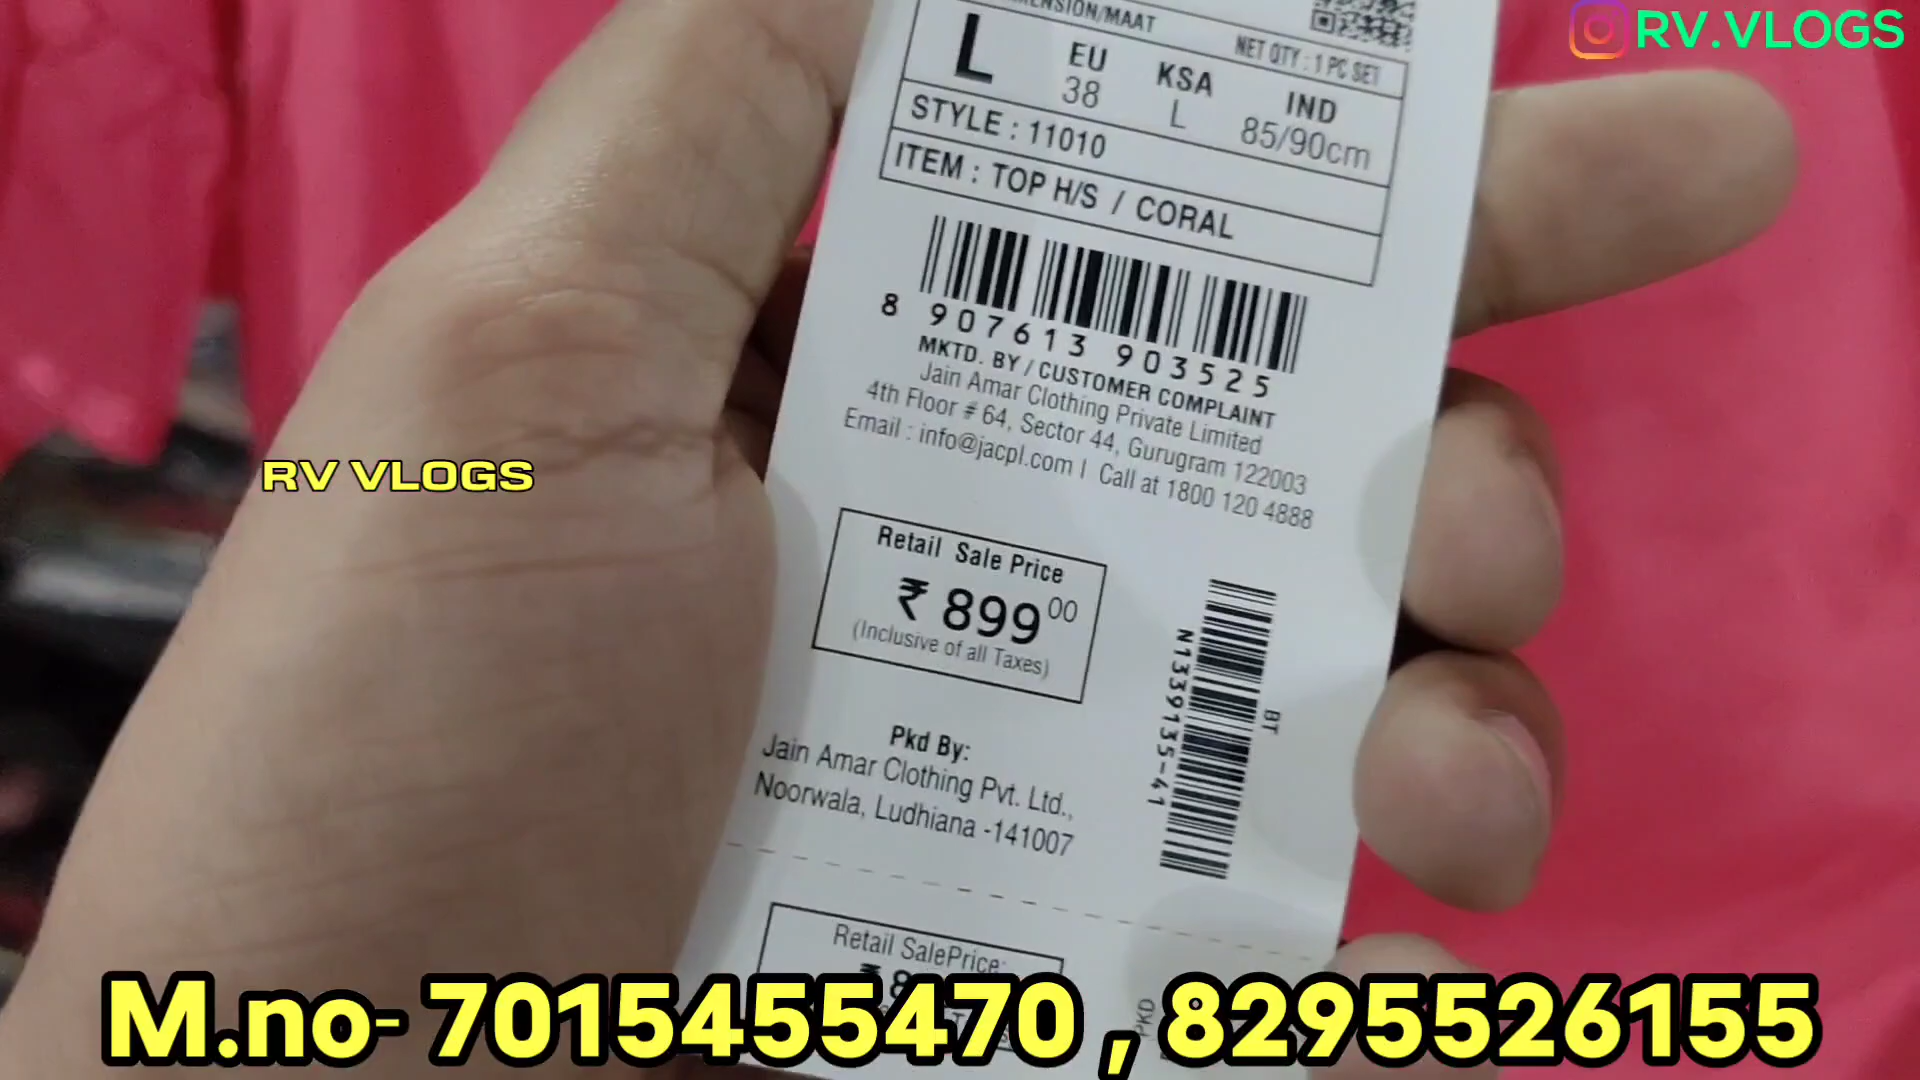 RV.VLOGS
/MAAT
NET QTY : 1 PC SET
L EU KSA IND
38 L 85/90cm
STYLE : 11010
ITEM : TOP H/S / CORAL
8 907613 903525
MKTD. BY / CUSTOMER COMPLAINT
Jain Amar Clothing Private Limited
4th Floor # 64, Sector 44, Gurugram 122003
Email : info@jacpl.com | Call at 1800 120 4888
RV VLOGS
Retail Sale Price
₹ 899 00
(Inclusive of all Taxes)
N1339135-41
BT
Pkd By:
Jain Amar Clothing Pvt. Ltd.,
Noorwala, Ludhiana -141007
Retail SalePrice:
₹ 8
PKD
M.no- 7015455470 , 8295526155